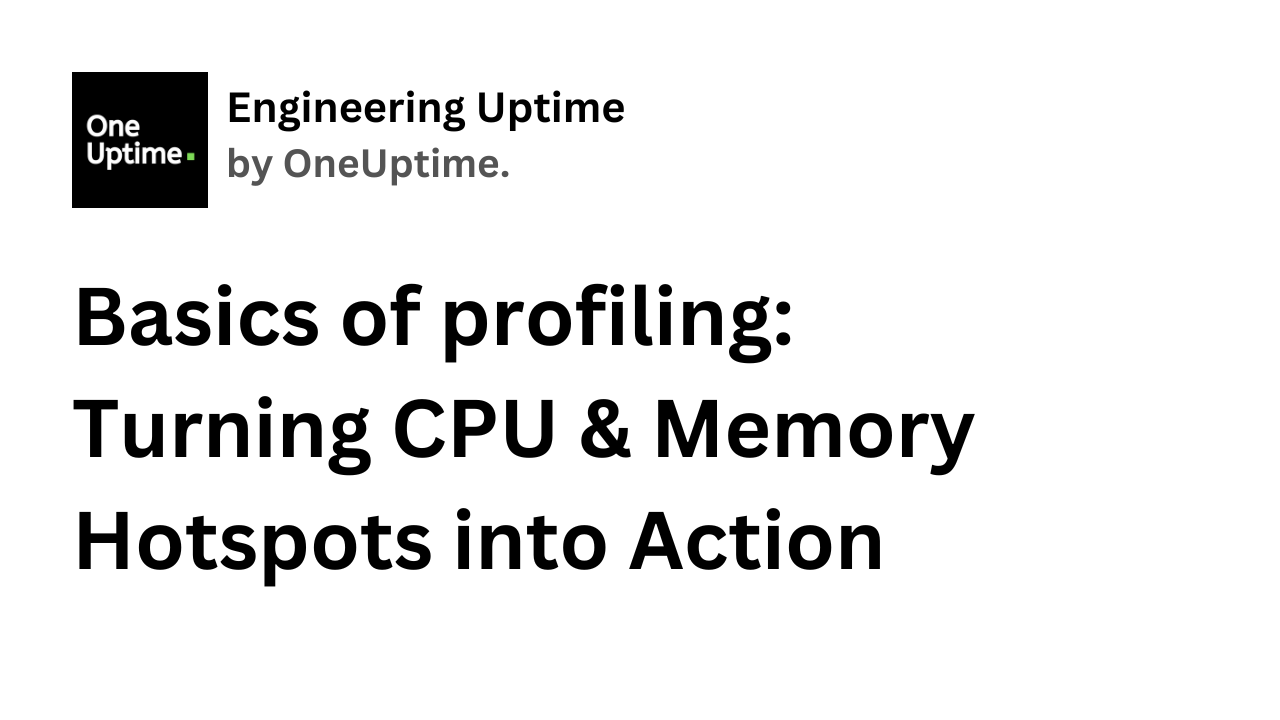 One
Uptime.
Engineering Uptime
by OneUptime.
Basics of profiling:
Turning CPU & Memory
Hotspots into Action